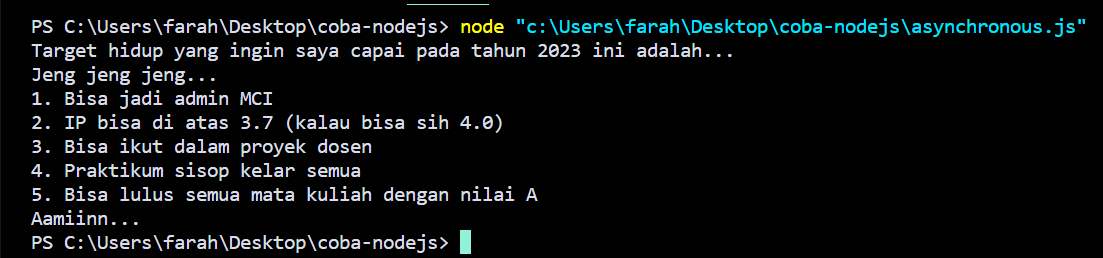 PS C:\Users\farah\Desktop\coba-nodejs> node "c:\Users\farah\Desktop\coba-nodejs\asynchronous.js"
Target hidup yang ingin saya capai pada tahun 2023 ini adalah...
Jeng jeng jeng...
1. Bisa jadi admin MCI
2. IP bisa di atas 3.7 (kalau bisa sih 4.0)
3. Bisa ikut dalam proyek dosen
4. Praktikum sisop kelar semua
5. Bisa lulus semua mata kuliah dengan nilai A
Aamiinn...
PS C:\Users\farah\Desktop\coba-nodejs>